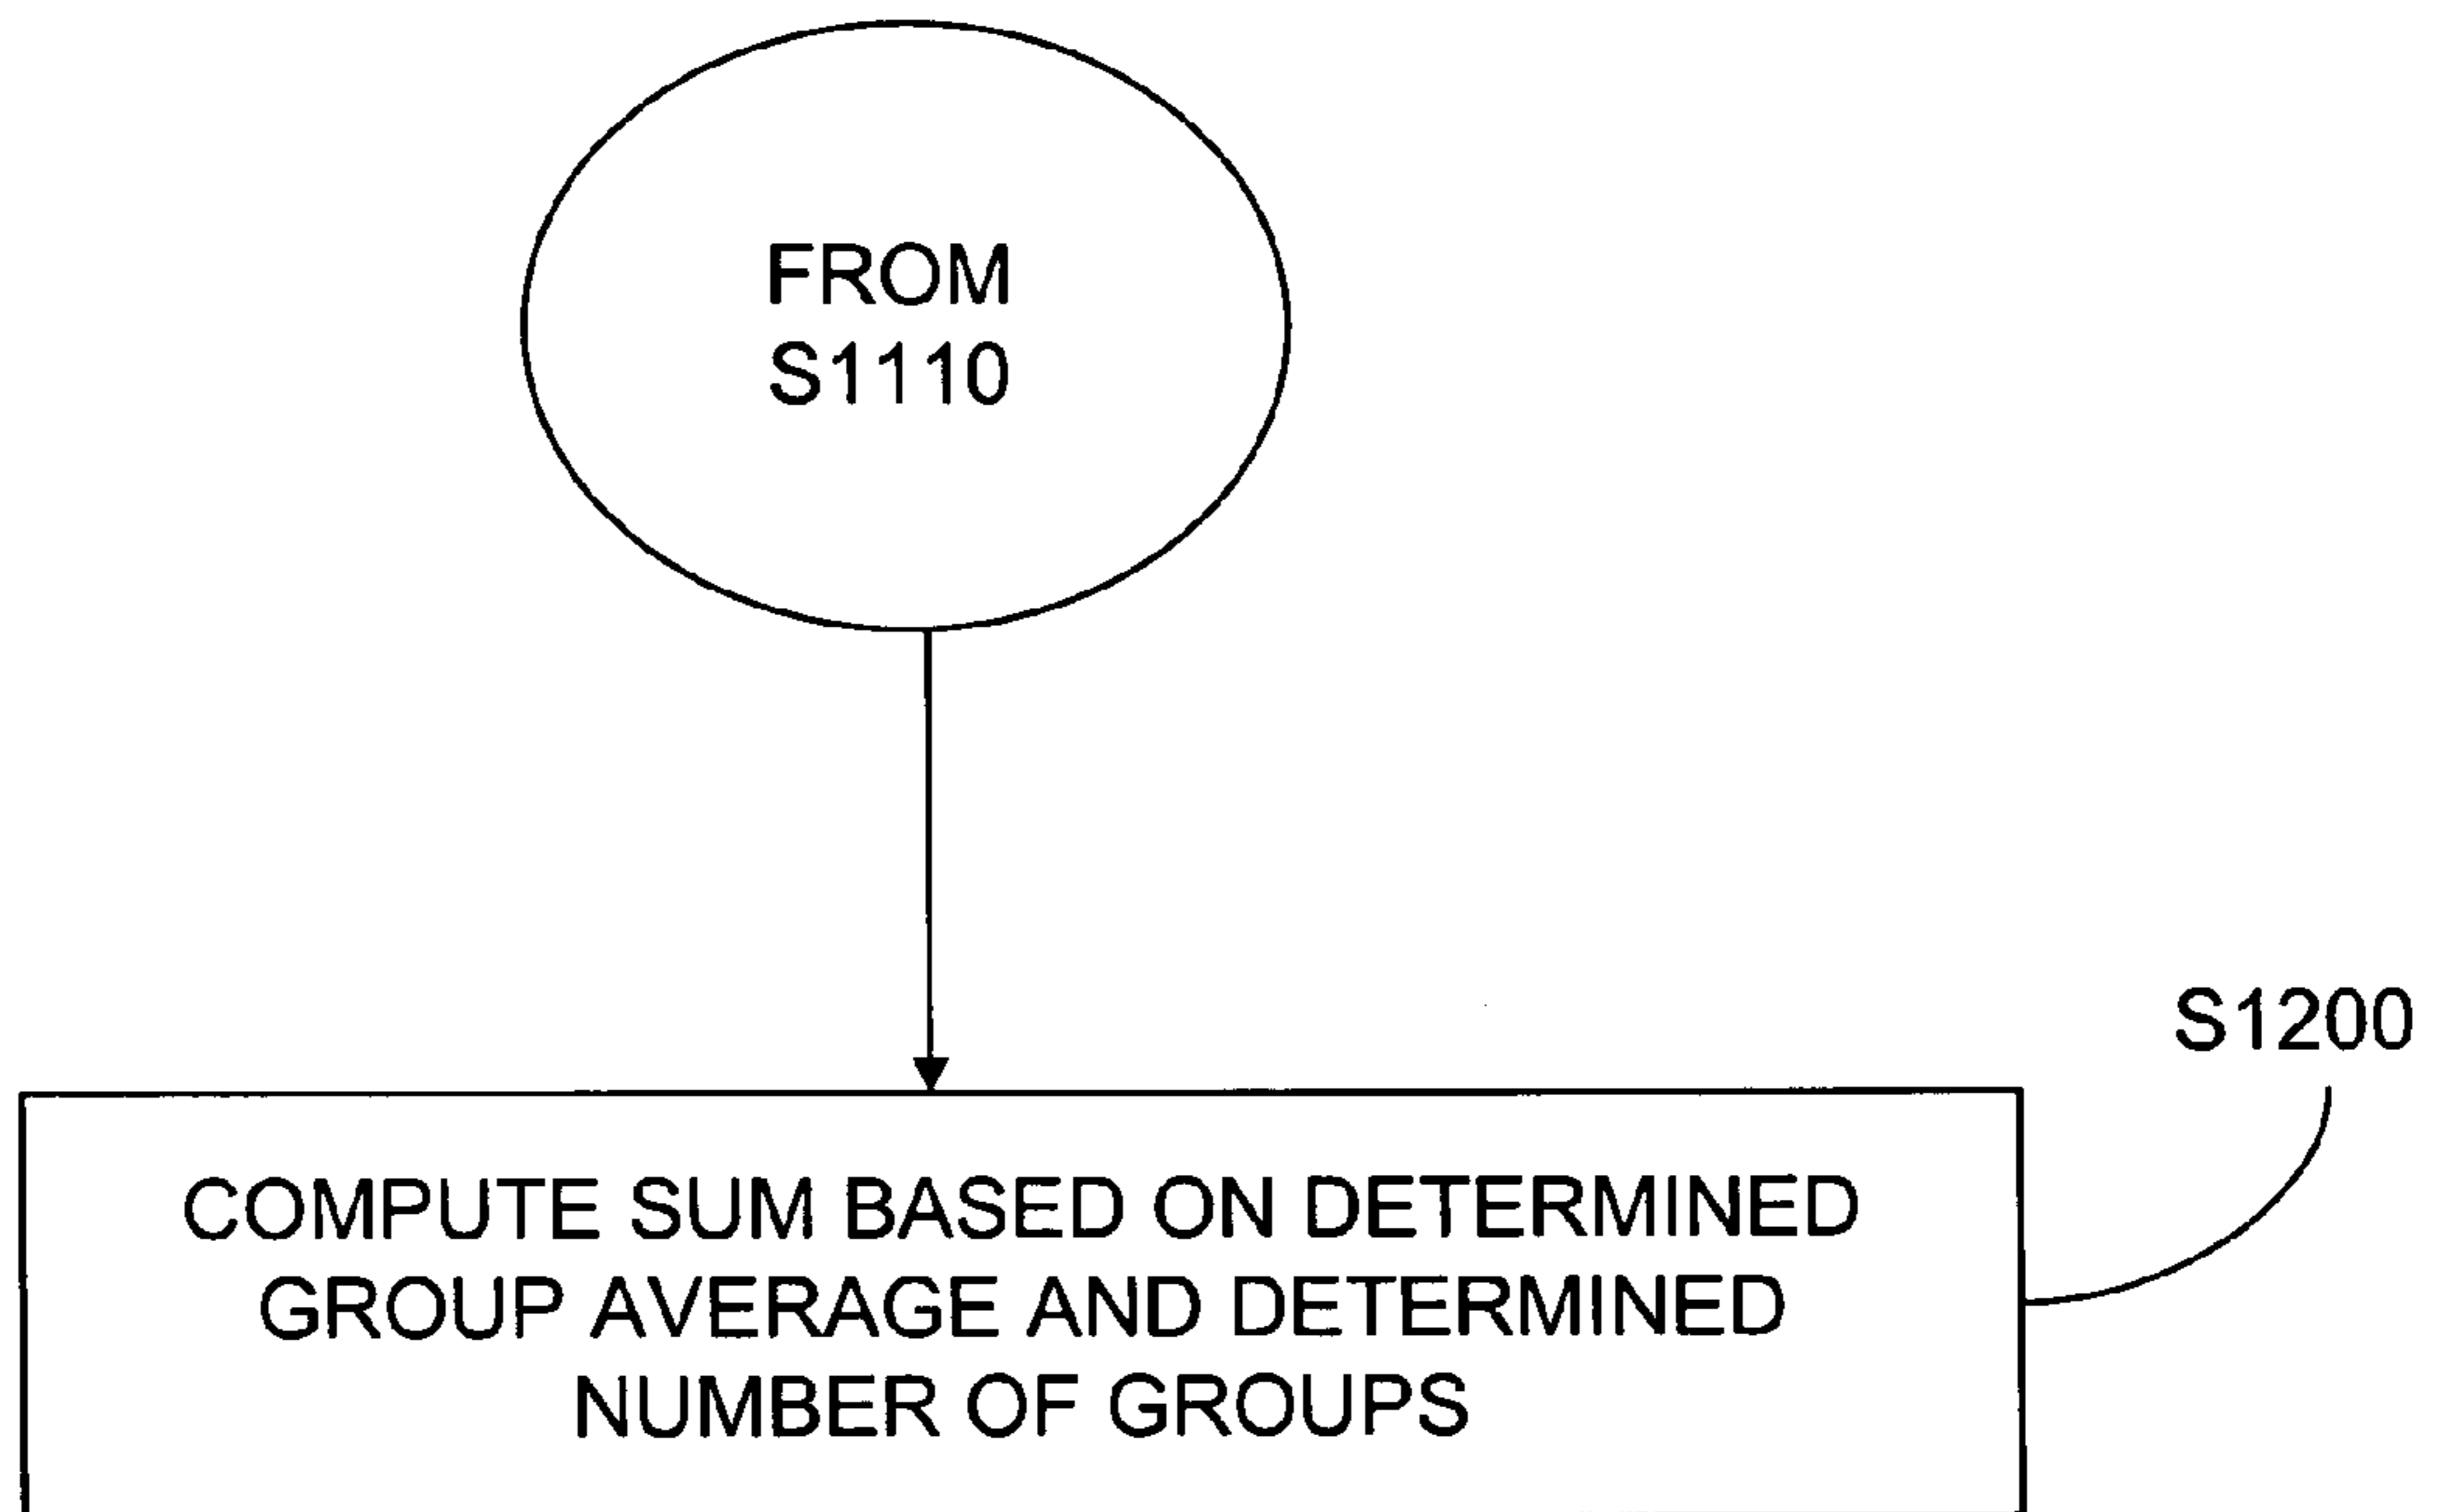 FROM
S1110
S1200
COMPUTE SUM BASED ON DETERMINED
GROUP AVERAGE AND DETERMINED
NUMBER OF GROUPS